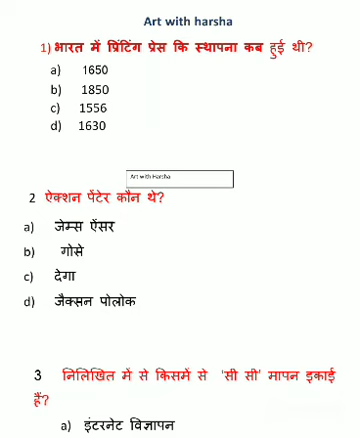 Art with harsha
1) भारत में प्रिंटिंग प्रेस कि स्थापना कब हुई थी?
a) 1650
b) 1850
c) 1556
d) 1630
Art with Harsha
2 ऐक्शन पेंटेर कौन थे?
a) जेम्स ऐंसर
b) गोसे
c) देगा
d) जैक्सन पोलोक
3 निलिखित में से किसमें से 'सी सी' मापन इकाई
हैं?
a) इंटरनेट विज्ञापन